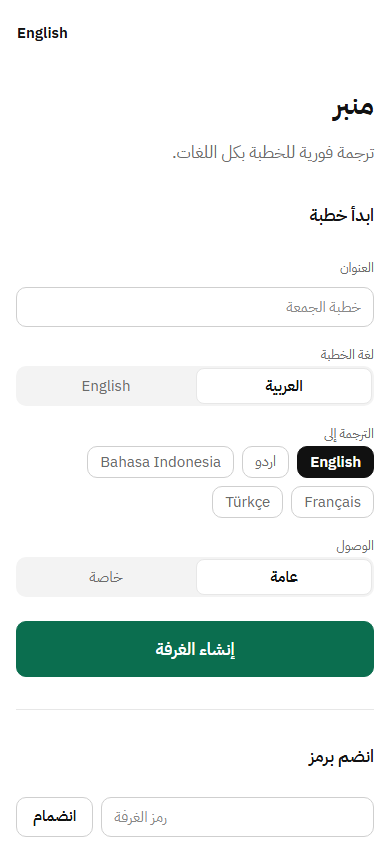 English
منبر
ترجمة فورية للخطبة بكل اللغات.
ابدأ خطبة
العنوان
خطبة الجمعة
لغة الخطبة
العربية English
الترجمة إلى
English اردو Bahasa Indonesia
Français Türkçe
الوصول
عامة خاصة
إنشاء الغرفة
انضم برمز
رمز الغرفة انضمام